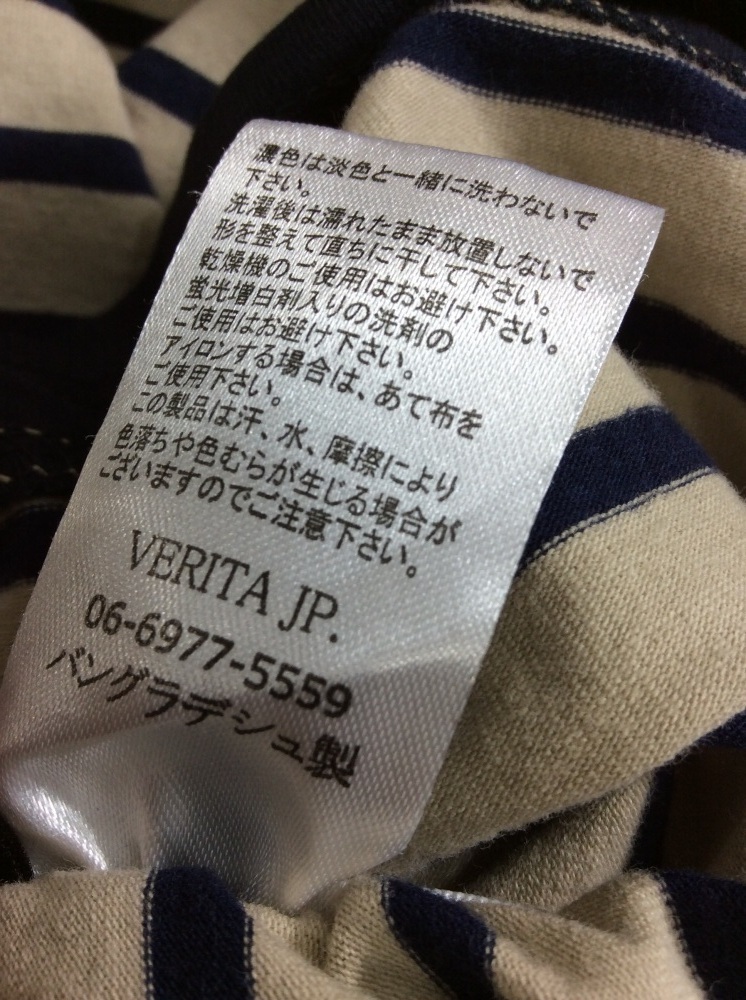 濃色は淡色と一緒に洗わないで
下さい。
洗濯後は濡れたまま放置しないで
形を整えて直ちに干して下さい。
乾燥機のご使用はお避け下さい。
蛍光増白剤入りの洗剤の
ご使用はお避け下さい。
アイロンする場合は、あて布を
ご使用下さい。
この製品は汗、水、摩擦により
色落ちや色むらが生じる場合が
ございますのでご注意下さい。
VERITA JP.
06-6977-5559
バングラデシュ製